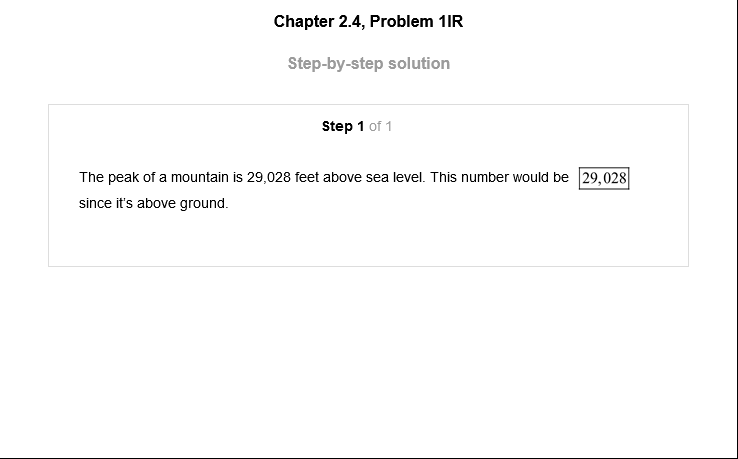 Chapter 2.4, Problem 1IR
Step-by-step solution
Step 1 of 1
The peak of a mountain is 29,028 feet above sea level. This number would be 29,028
since it's above ground.